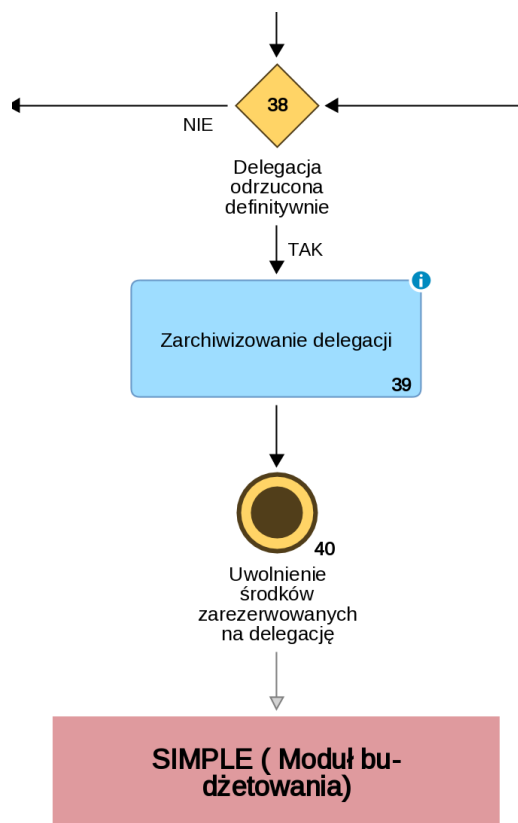 38
NIE
Delegacja
odrzucona
definitywnie
TAK
i
Zarchiwizowanie delegacji
39
40
Uwolnienie
środków
zarezerwowanych
na delegację
SIMPLE ( Moduł bu-
dżetowania)